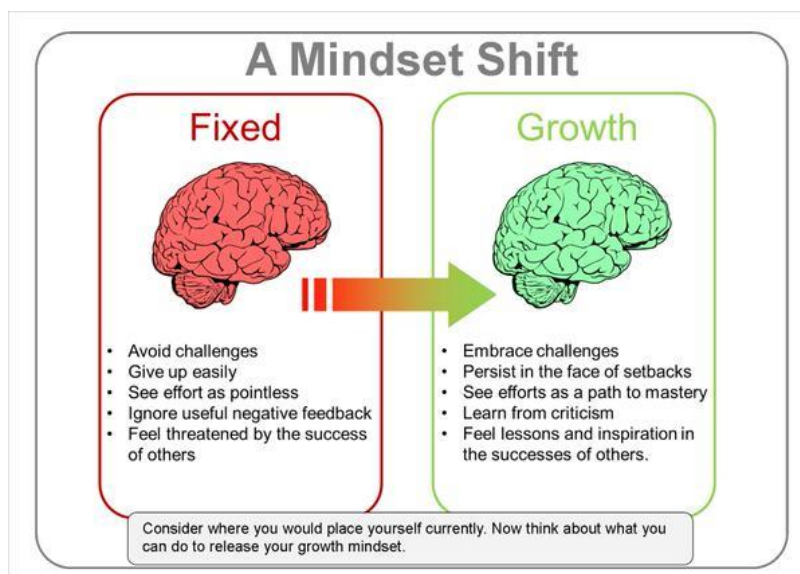 A Mindset Shift
Fixed
• Avoid challenges
• Give up easily
• See effort as pointless
• Ignore useful negative feedback
• Feel threatened by the success
of others
Growth
• Embrace challenges
• Persist in the face of setbacks
• See efforts as a path to mastery
• Learn from criticism
• Feel lessons and inspiration in
the successes of others.
Consider where you would place yourself currently. Now think about what you
can do to release your growth mindset.